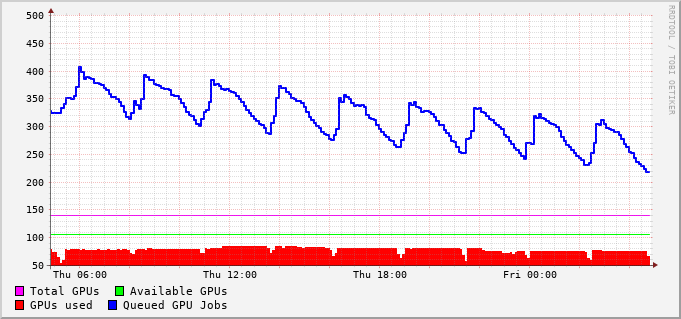 500
450
400
350
300
250
200
150
100
50
Thu 06:00 Thu 12:00 Thu 18:00 Fri 00:00
Total GPUs Available GPUs
GPUs used Queued GPU Jobs
RRDTOOL / TOBI OETIKER